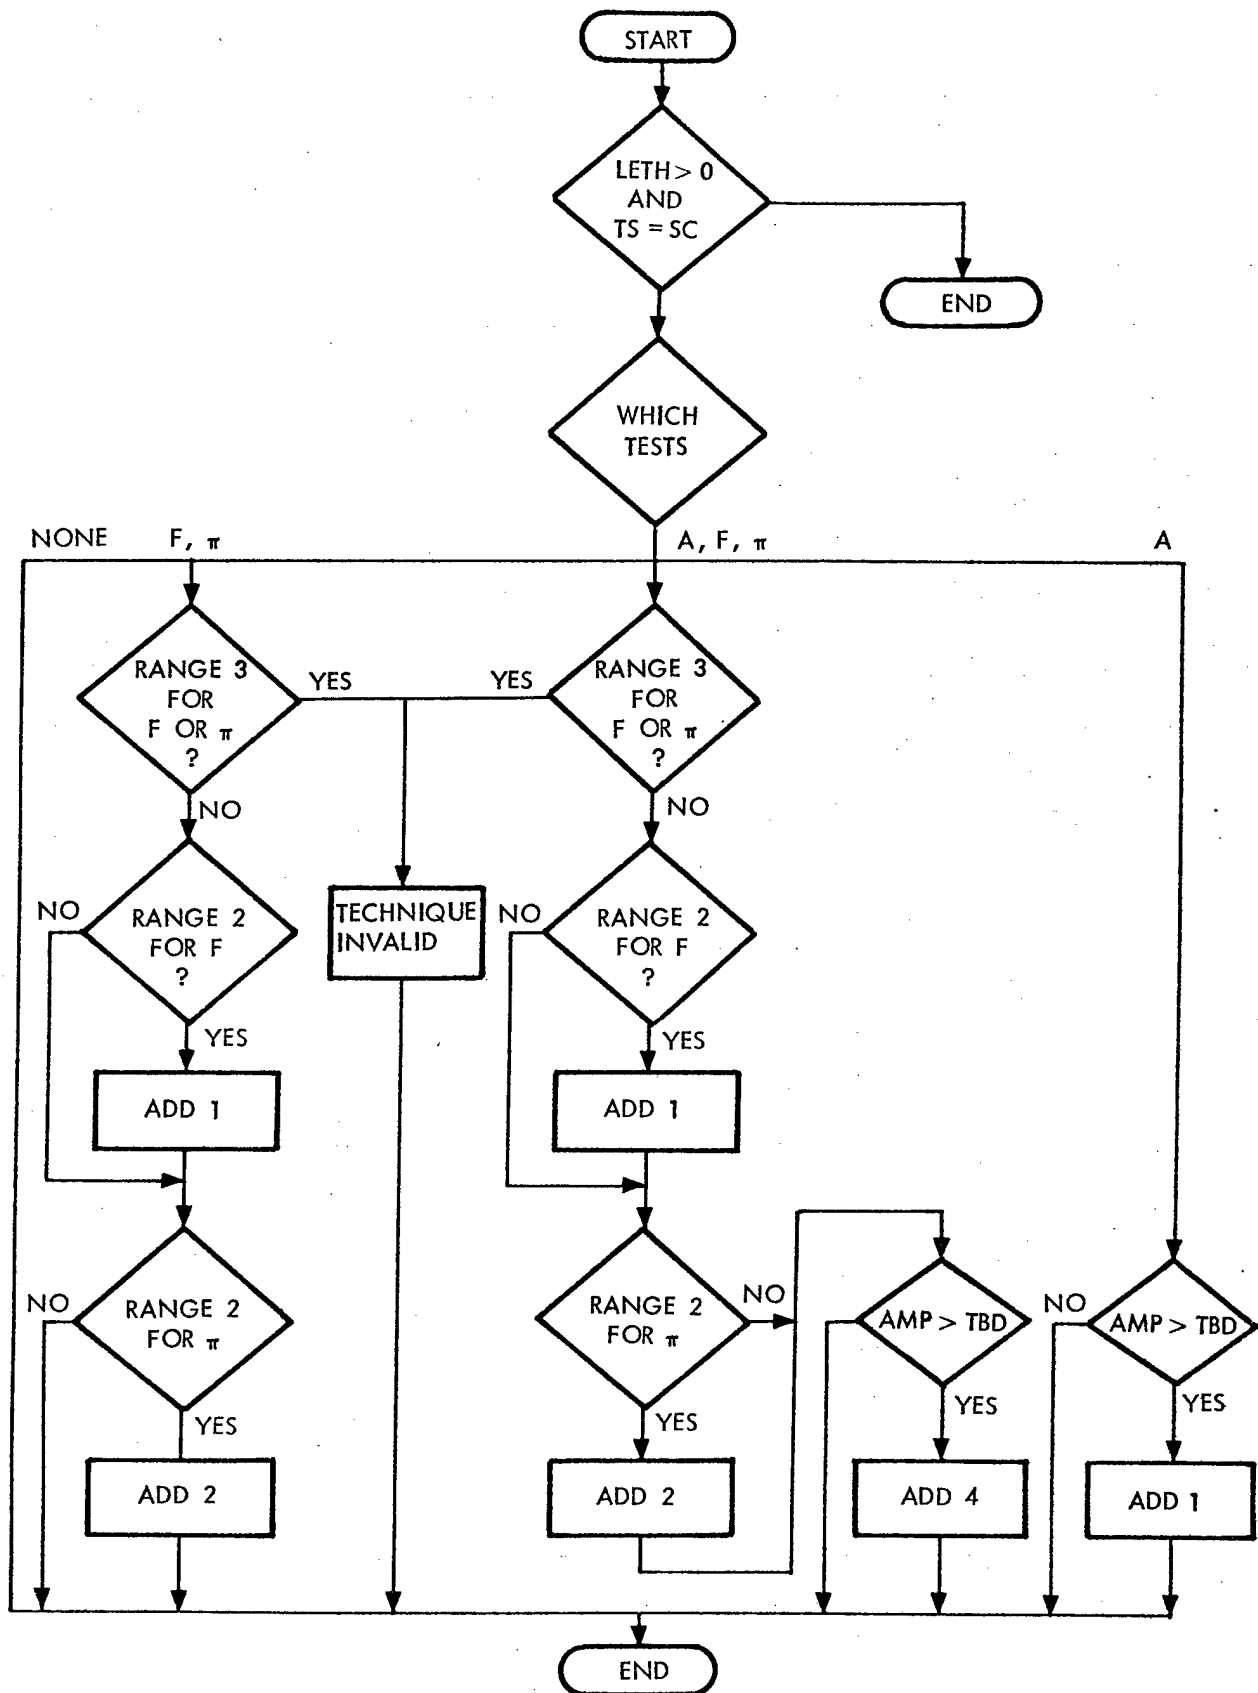 START
LETH > 0
AND
TS = SC
END
WHICH
TESTS
NONE
F, π
A, F, π
A
RANGE 3
FOR
F OR π
?
YES
YES
RANGE 3
FOR
F OR π
?
NO
NO
NO
RANGE 2
FOR F
?
TECHNIQUE
INVALID
NO
RANGE 2
FOR F
?
YES
YES
ADD 1
ADD 1
NO
RANGE 2
FOR π
RANGE 2
FOR π
NO
AMP > TBD
NO
AMP > TBD
YES
YES
YES
YES
ADD 2
ADD 2
ADD 4
ADD 1
END